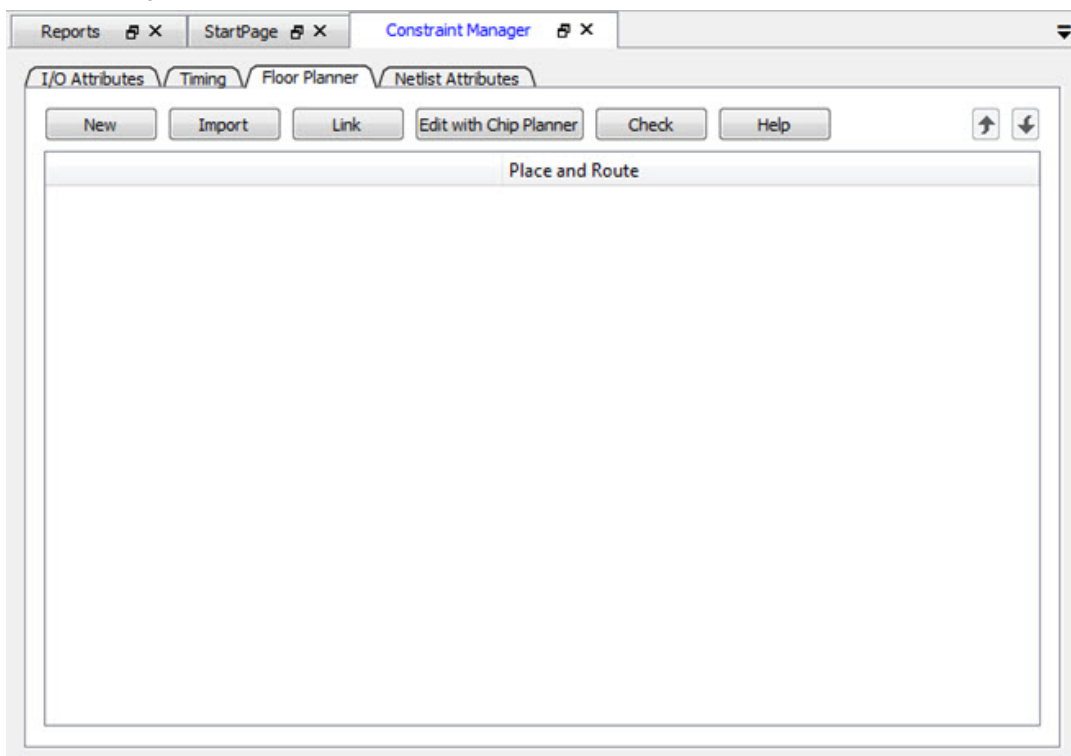 Reports StartPage Constraint Manager
I/O Attributes Timing Floor Planner Netlist Attributes
New Import Link Edit with Chip Planner Check Help
Place and Route